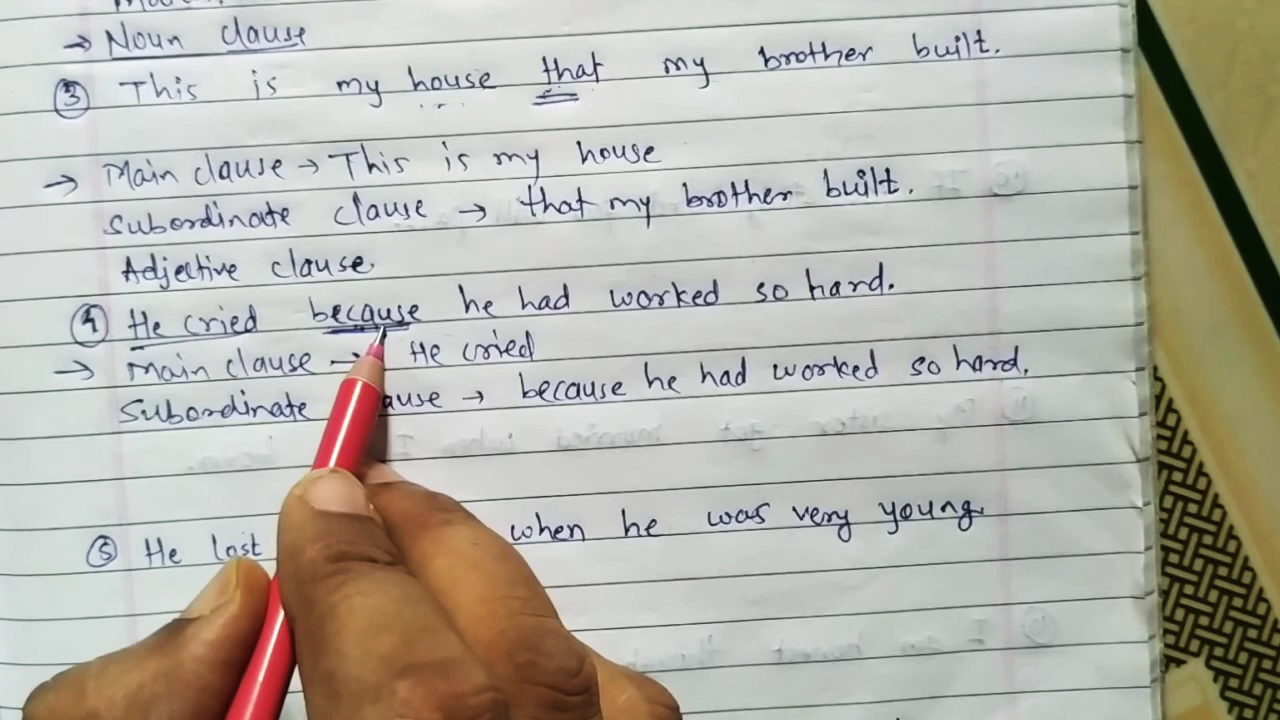 → Noun clause
③ This is my house that my brother built.
→ Main clause → This is my house
Subordinate clause → that my brother built.
Adjective clause.
④ He cried because he had worked so hard.
→ Main clause → He cried
Subordinate ause → because he had worked so hard.
⑤ He lost when he was very young.